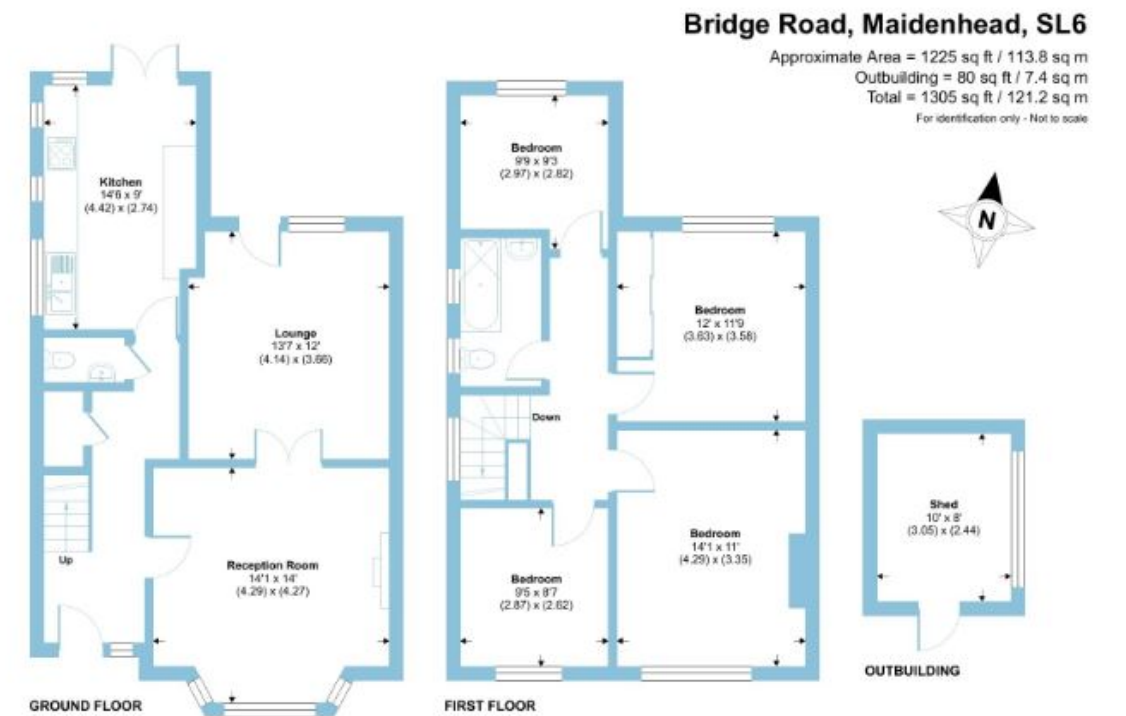 Bridge Road, Maidenhead, SL6
Approximate Area = 1225 sq ft / 113.8 sq m
Outbuilding = 80 sq ft / 7.4 sq m
Total = 1305 sq ft / 121.2 sq m
For identification only - Not to scale
N
Kitchen
14'6 x 9'
(4.42) x (2.74)
Lounge
13'7 x 12'
(4.14) x (3.66)
Up
Reception Room
14'1 x 14'
(4.29) x (4.27)
GROUND FLOOR
Bedroom
9'9 x 9'3
(2.97) x (2.82)
Bedroom
12' x 11'9
(3.63) x (3.58)
Down
Bedroom
14'1 x 11'
(4.29) x (3.35)
Bedroom
9'5 x 8'7
(2.87) x (2.62)
FIRST FLOOR
Shed
10' x 8'
(3.05) x (2.44)
OUTBUILDING